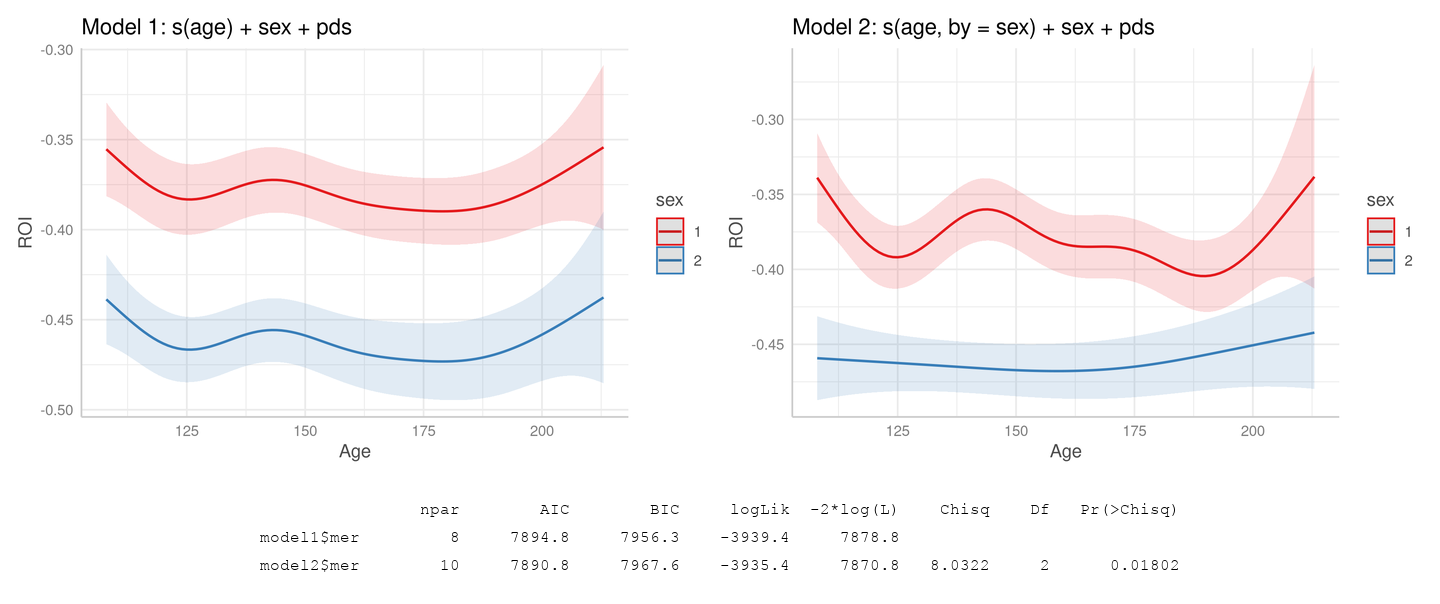 Model 1: s(age) + sex + pds
-0.30
-0.35
-0.40
-0.45
-0.50
ROI
125 150 175 200
Age
sex
1
2
Model 2: s(age, by = sex) + sex + pds
-0.30
-0.35
-0.40
-0.45
ROI
125 150 175 200
Age
sex
1
2
npar AIC BIC logLik -2*log(L) Chisq Df Pr(>Chisq)
model1$mer 8 7894.8 7956.3 -3939.4 7878.8
model2$mer 10 7890.8 7967.6 -3935.4 7870.8 8.0322 2 0.01802